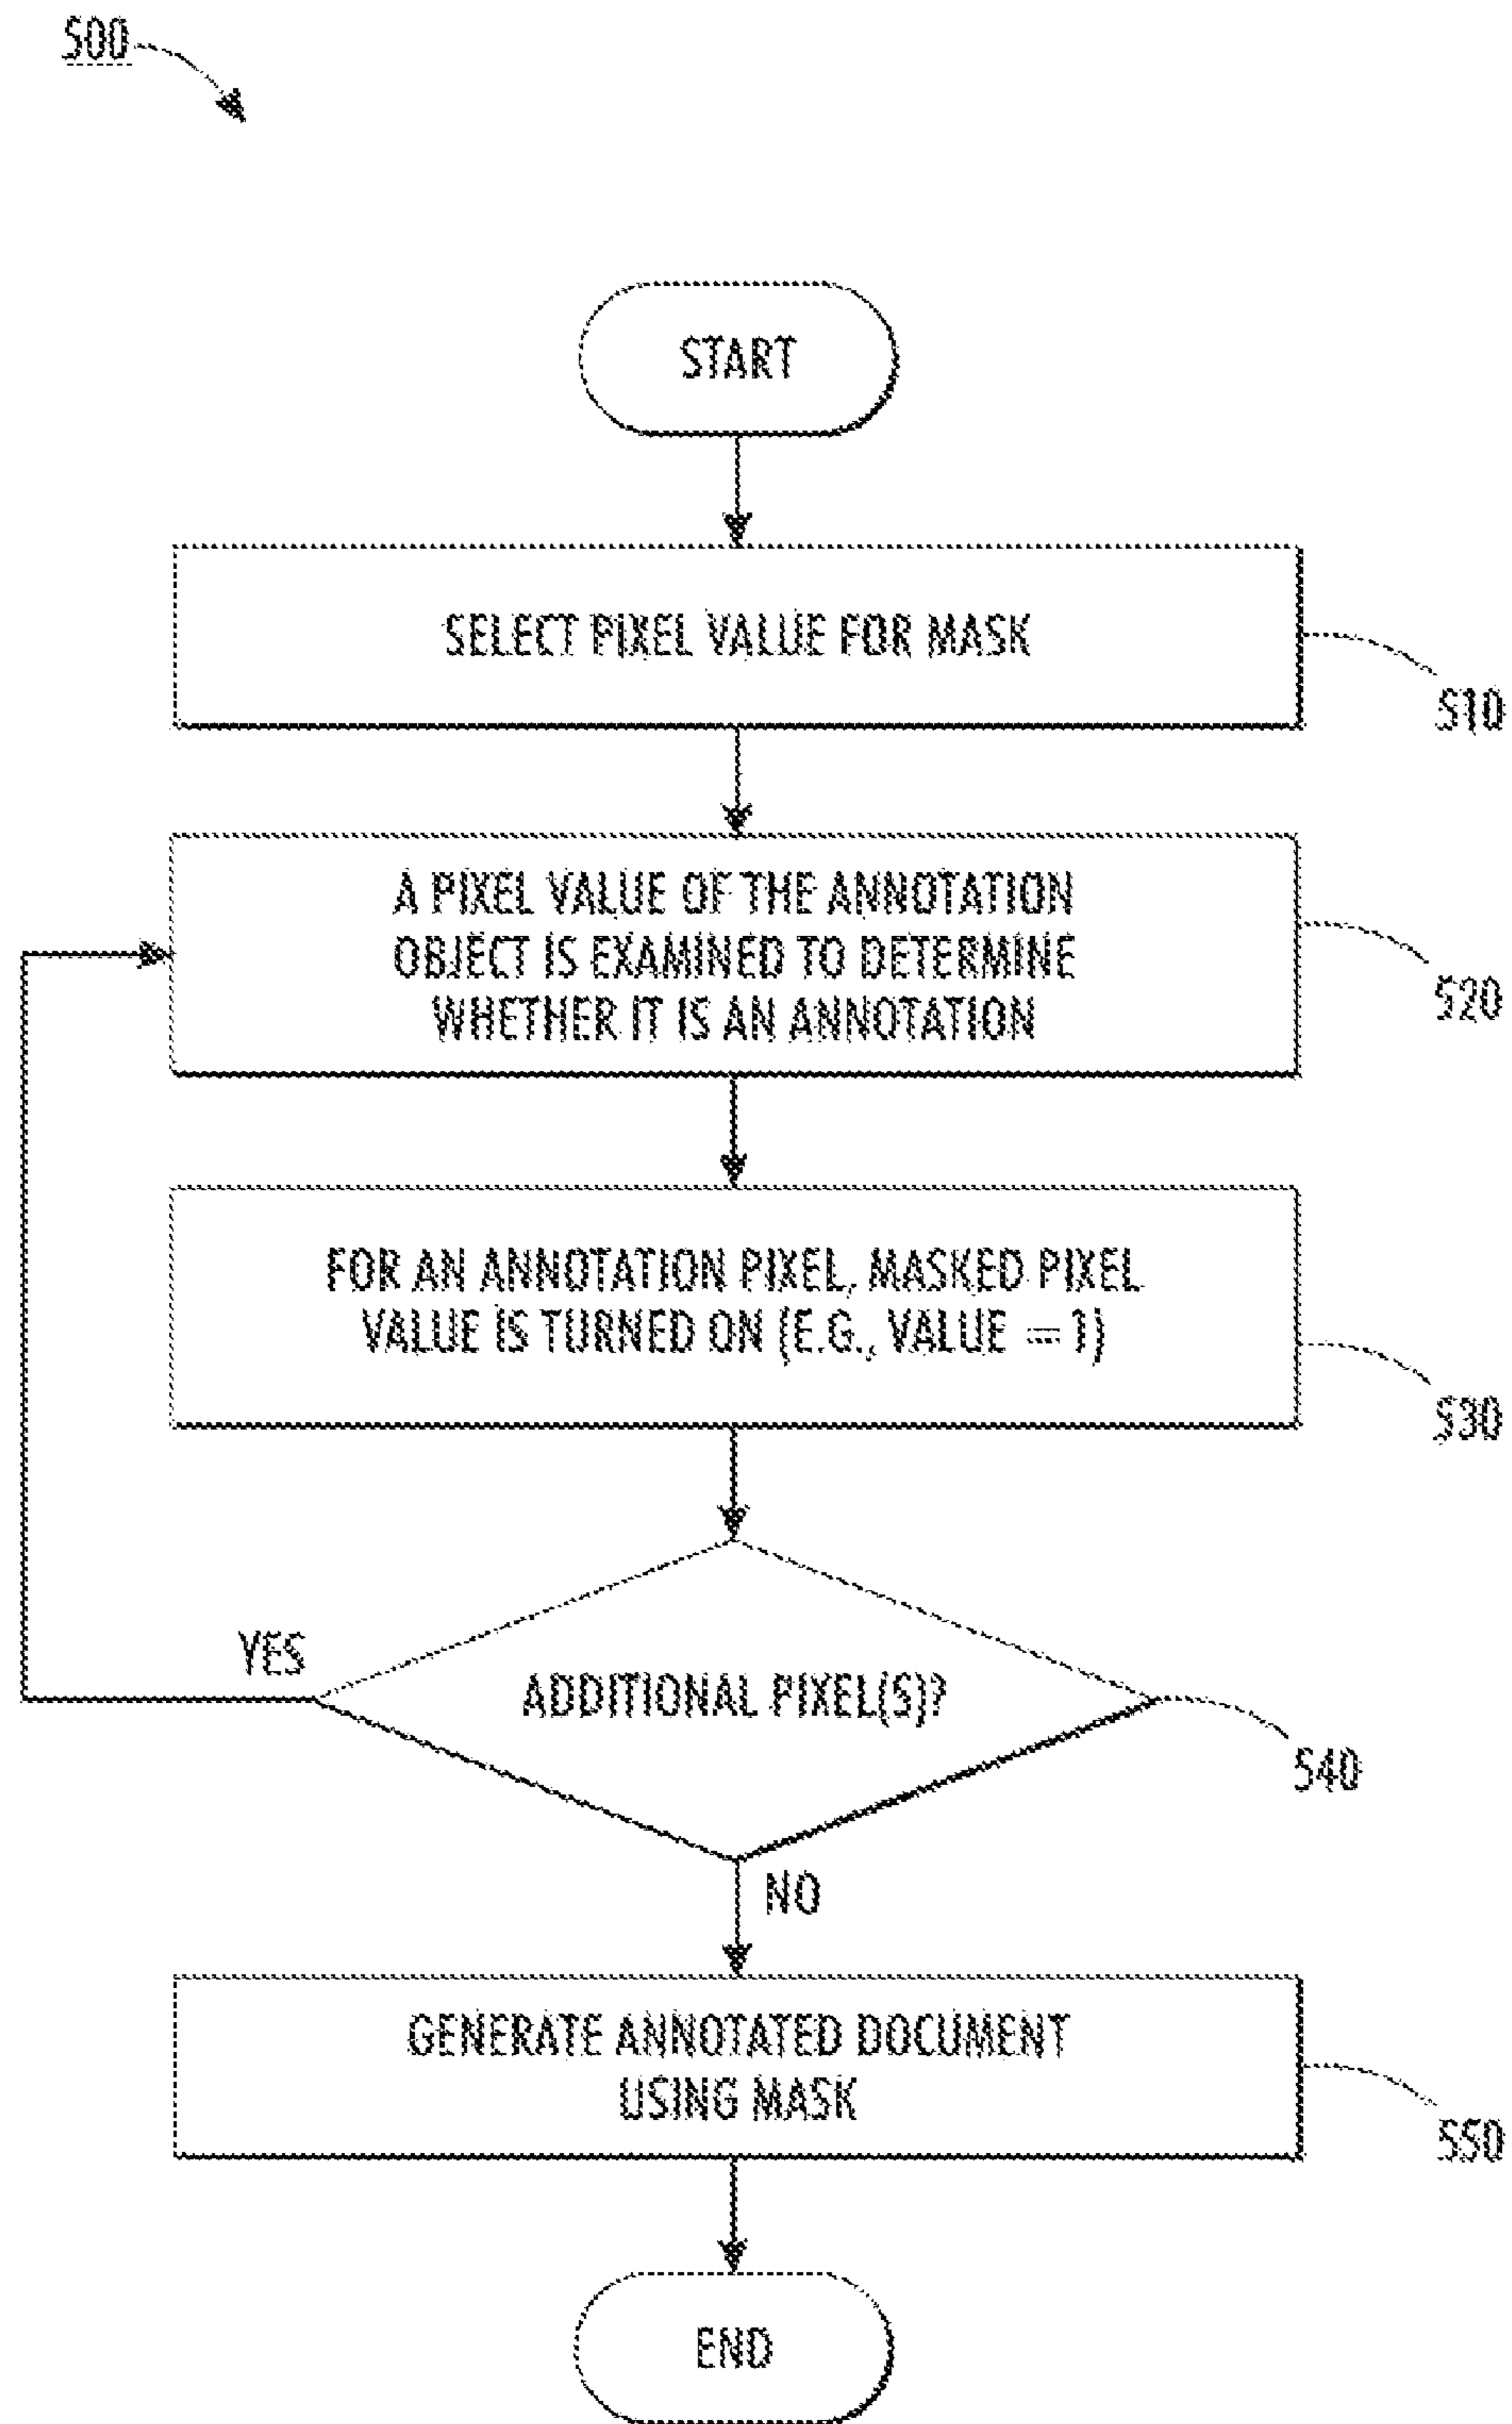 500
START
SELECT PIXEL VALUE FOR MASK
510
A PIXEL VALUE OF THE ANNOTATION
OBJECT IS EXAMINED TO DETERMINE
WHETHER IT IS AN ANNOTATION
520
FOR AN ANNOTATION PIXEL, MASKED PIXEL
VALUE IS TURNED ON (E.G., VALUE = 1)
530
YES
ADDITIONAL PIXEL(S)?
540
NO
GENERATE ANNOTATED DOCUMENT
USING MASK
550
END